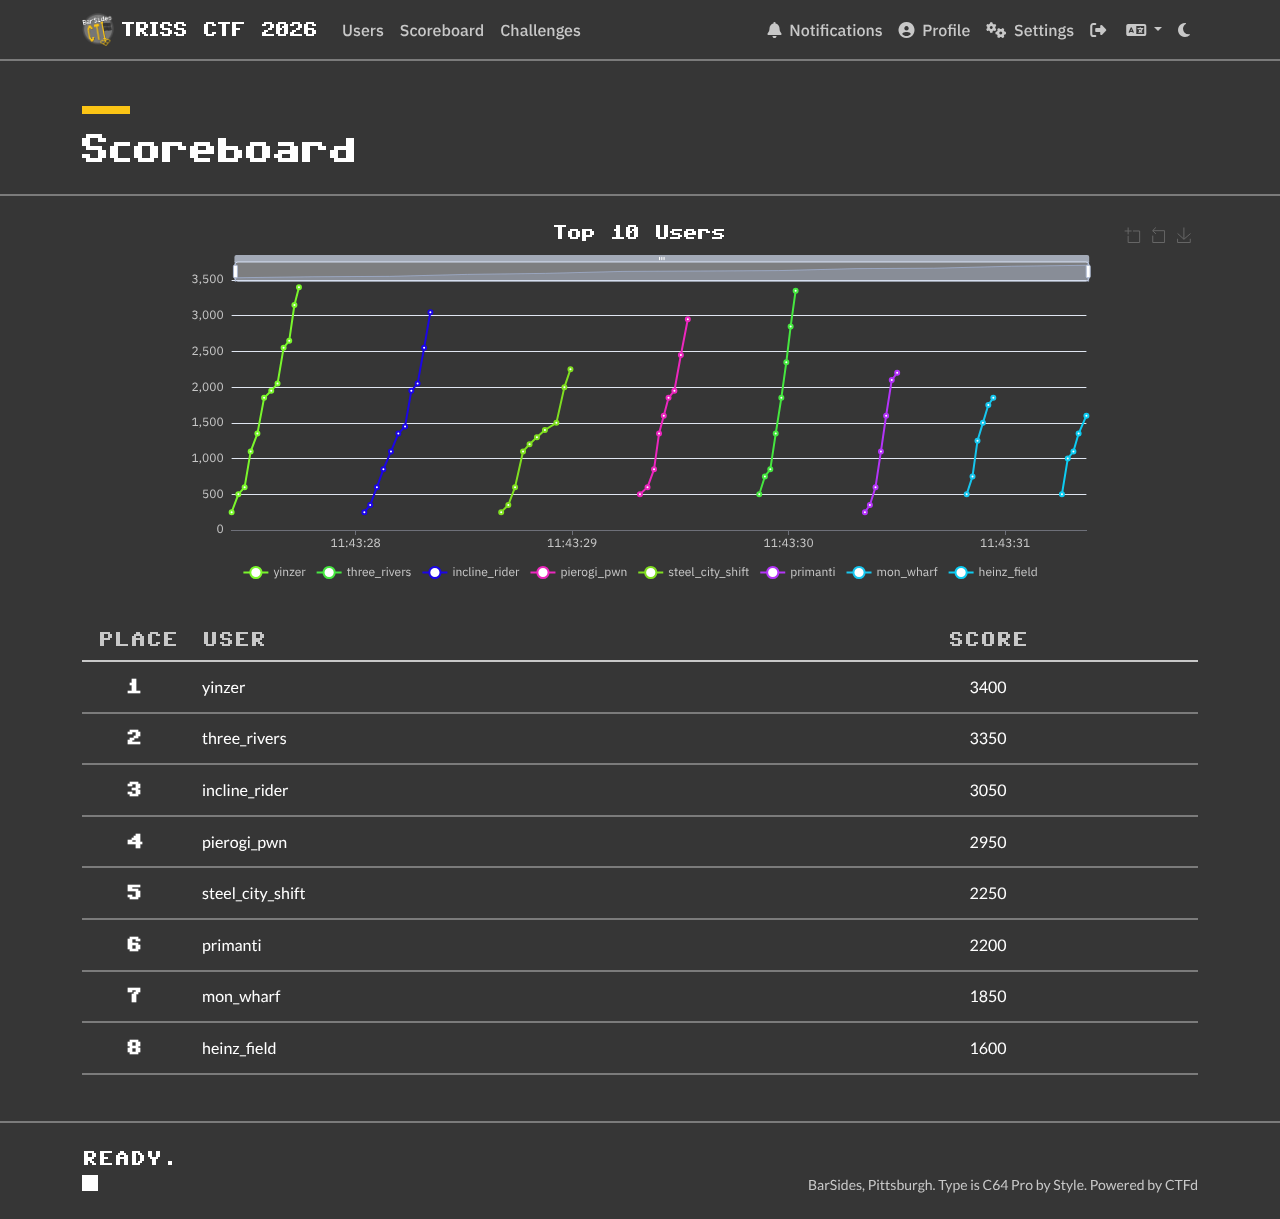 BarSides
CTF
TRISS CTF 2026 Users Scoreboard Challenges Notifications Profile Settings
Scoreboard
Top 10 Users
3,500
3,000
2,500
2,000
1,500
1,000
500
0
11:43:28 11:43:29 11:43:30 11:43:31
yinzer three_rivers incline_rider pierogi_pwn steel_city_shift primanti mon_wharf heinz_field
PLACE USER SCORE
1 yinzer 3400
2 three_rivers 3350
3 incline_rider 3050
4 pierogi_pwn 2950
5 steel_city_shift 2250
6 primanti 2200
7 mon_wharf 1850
8 heinz_field 1600
READY.
BarSides, Pittsburgh. Type is C64 Pro by Style. Powered by CTFd